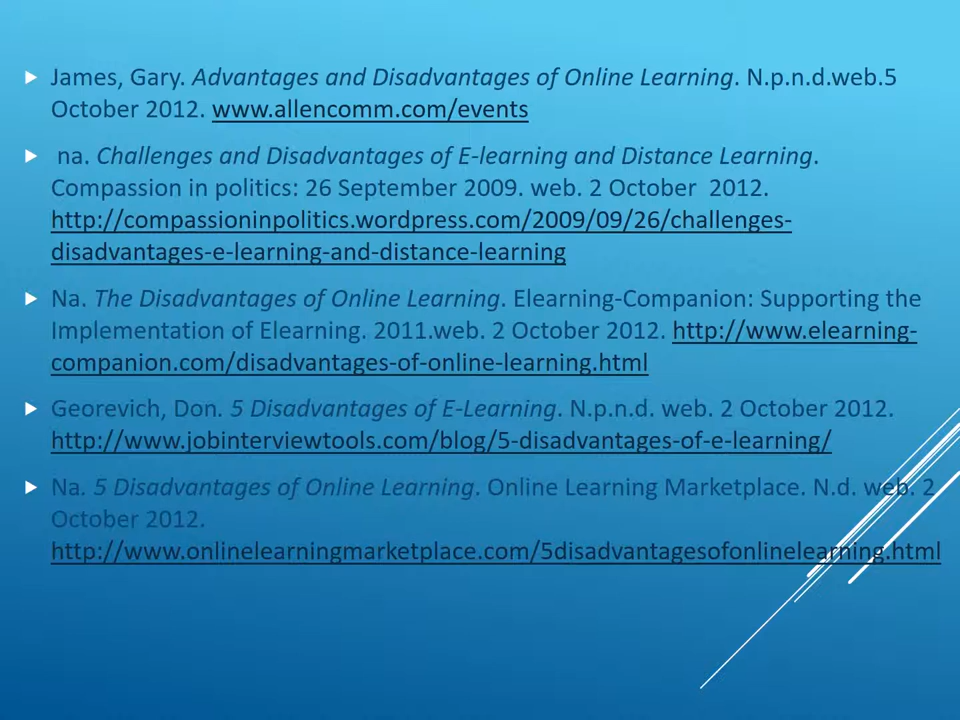 James, Gary. Advantages and Disadvantages of Online Learning. N.p.n.d.web.5
October 2012. www.allencomm.com/events
na. Challenges and Disadvantages of E-learning and Distance Learning.
Compassion in politics: 26 September 2009. web. 2 October 2012.
http://compassioninpolitics.wordpress.com/2009/09/26/challenges-
disadvantages-e-learning-and-distance-learning
Na. The Disadvantages of Online Learning. Elearning-Companion: Supporting the
Implementation of Elearning. 2011.web. 2 October 2012. http://www.elearning-
companion.com/disadvantages-of-online-learning.html
Georevich, Don. 5 Disadvantages of E-Learning. N.p.n.d. web. 2 October 2012.
http://www.jobinterviewtools.com/blog/5-disadvantages-of-e-learning/
Na. 5 Disadvantages of Online Learning. Online Learning Marketplace. N.d. web. 2
October 2012.
http://www.onlinelearningmarketplace.com/5disadvantagesofonlinelearning.html